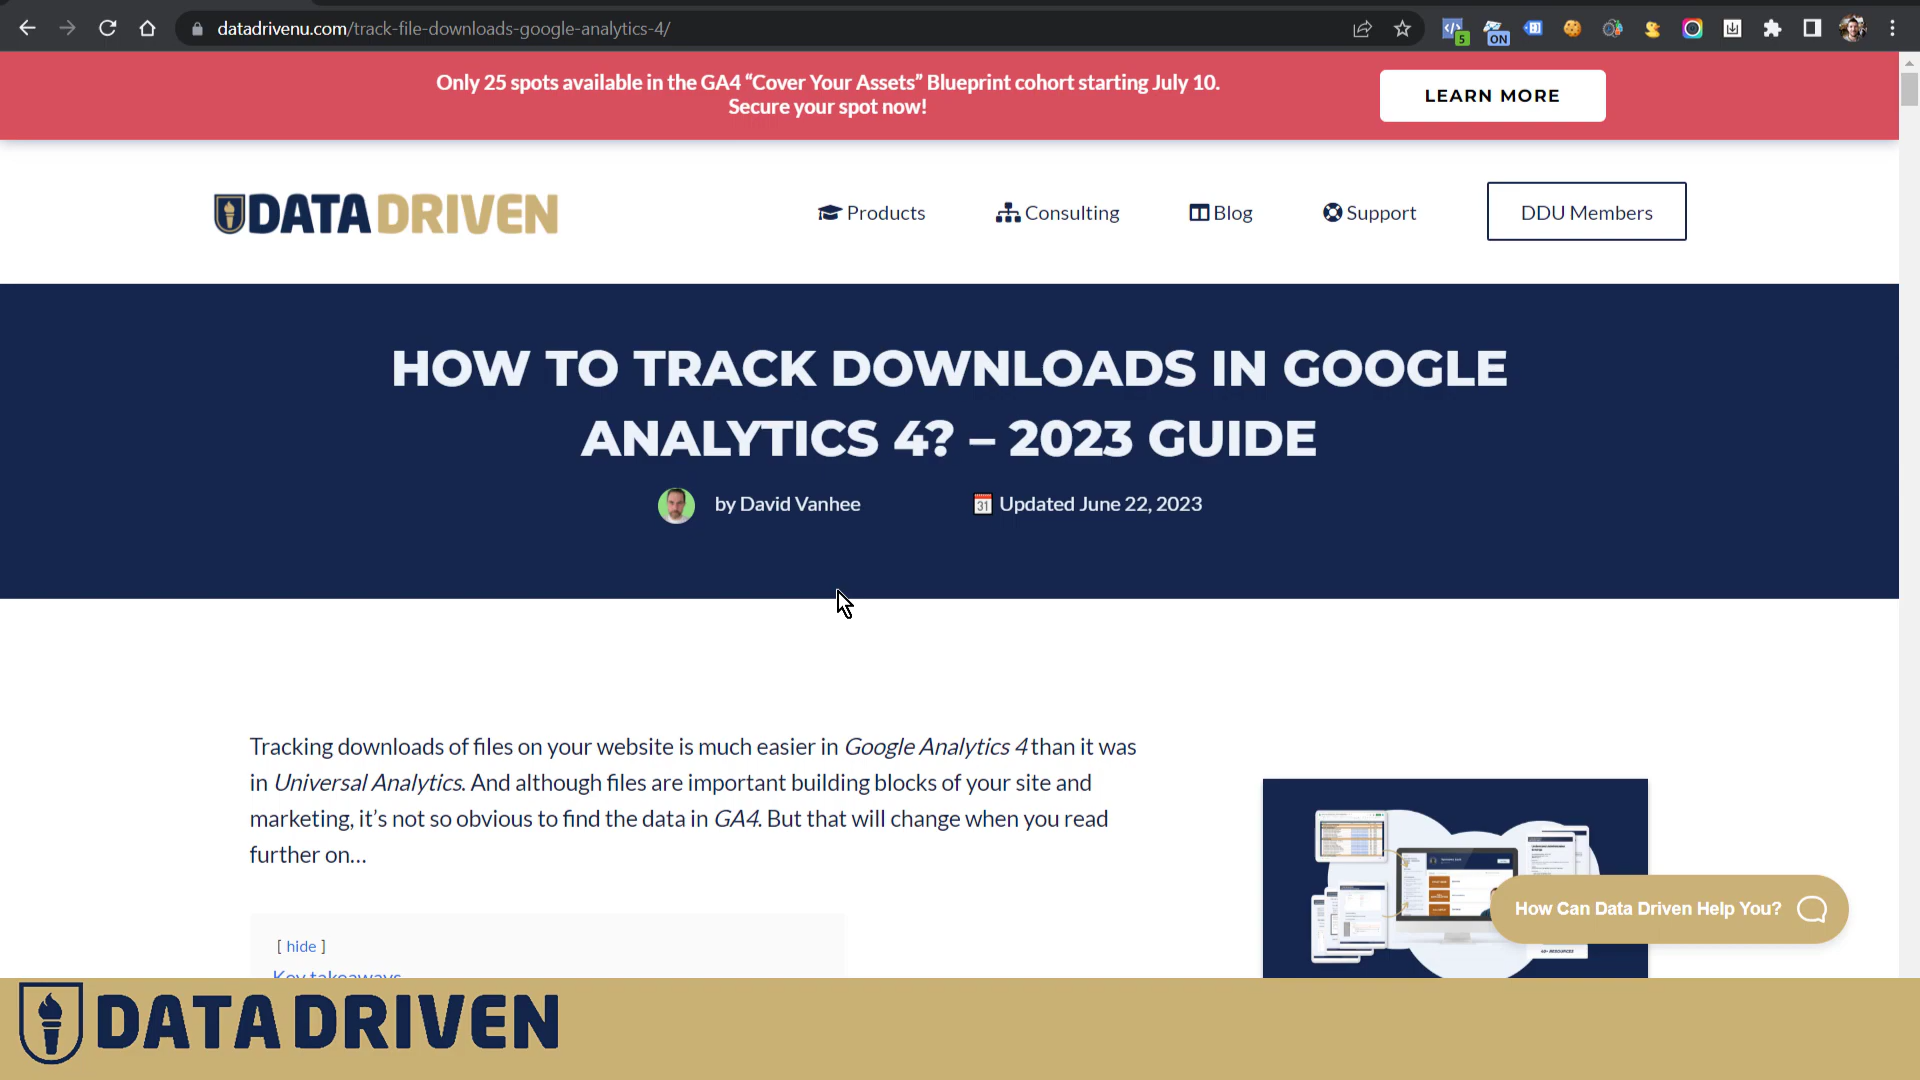 datadrivenu.com/track-file-downloads-google-analytics-4/
5
ON
Only 25 spots available in the GA4 “Cover Your Assets” Blueprint cohort starting July 10.
Secure your spot now!
LEARN MORE
DATA DRIVEN
Products
Consulting
Blog
Support
DDU Members
HOW TO TRACK DOWNLOADS IN GOOGLE
ANALYTICS 4? – 2023 GUIDE
by David Vanhee
31
Updated June 22, 2023
Tracking downloads of files on your website is much easier in Google Analytics 4 than it was
in Universal Analytics. And although files are important building blocks of your site and
marketing, it’s not so obvious to find the data in GA4. But that will change when you read
further on…
[ hide ]
Key takeaways
How Can Data Driven Help You?
DATA DRIVEN